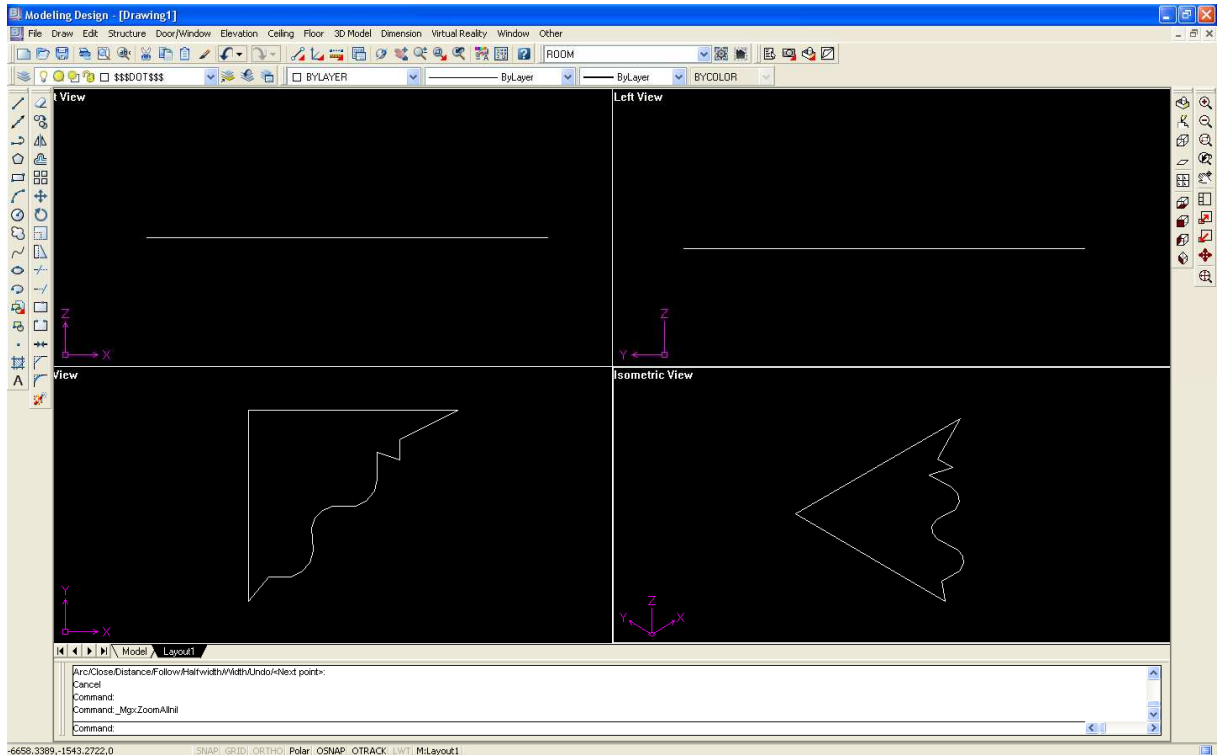 Modeling Design - [Drawing1]
File Draw Edit Structure Door/Window Elevation Ceiling Floor 3D Model Dimension Virtual Reality Window Other
ROOM
$$$DOT$$$ BYLAYER ByLayer ByLayer BYCOLOR
t View
Left View
Z
X
Z
Y
View
Isometric View
Y
X
Z
Y
X
Model Layout1
Arc/Close/Distance/Follow/Halfwidth/Width/Undo/<Next point>:
Cancel
Command:
Command:_MgxZoomAllnil
Command:
-6658.3389,-1543.2722,0 SNAP GRID ORTHO Polar OSNAP OTRACK LWT M:Layout1